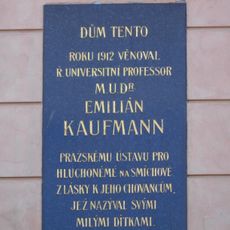 DŮM TENTO
ROKU 1912 VĚNOVAL
Ř. UNIVERSITNÍ PROFESSOR
MUDR
EMILIÁN
KAUFMANN
PRAŽSKÉMU ÚSTAVU PRO
HLUCHONĚMÉ NA SMÍCHOVĚ
Z LÁSKY K JEHO CHOVANCŮM,
JEŽ NAZÝVAL SVÝMI
MILÝMI DÍTKAMI.